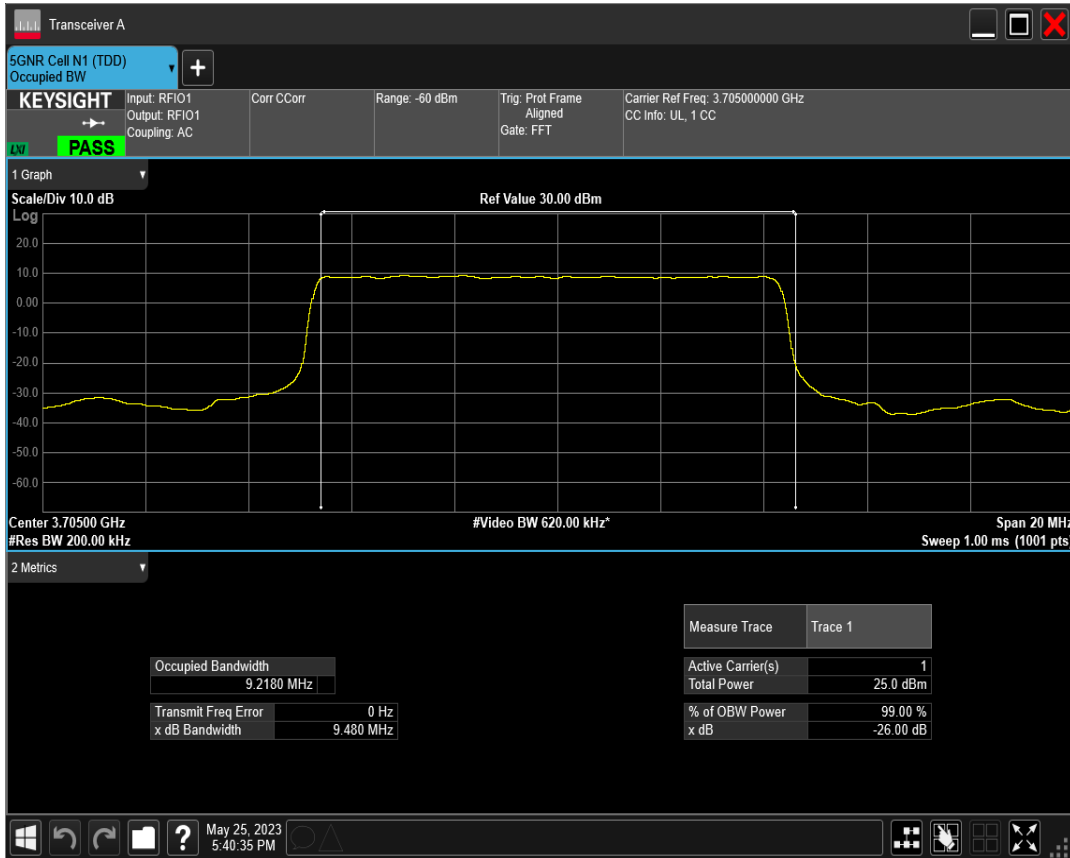 Transceiver A
5GNR Cell N1 (TDD)
Occupied BW
+
KEYSIGHT
LXI
PASS
Input: RFIO1
Output: RFIO1
Coupling: AC
Corr CCorr
Range: -60 dBm
Trig: Prot Frame
Aligned
Gate: FFT
Carrier Ref Freq: 3.705000000 GHz
CC Info: UL, 1 CC
1 Graph
Scale/Div 10.0 dB
Ref Value 30.00 dBm
Log
20.0
10.0
0.00
-10.0
-20.0
-30.0
-40.0
-50.0
-60.0
Center 3.70500 GHz
#Video BW 620.00 kHz*
Span 20 MHz
#Res BW 200.00 kHz
Sweep 1.00 ms (1001 pts)
2 Metrics
Measure Trace Trace 1
Occupied Bandwidth
9.2180 MHz
Active Carrier(s) 1
Total Power 25.0 dBm
Transmit Freq Error 0 Hz
x dB Bandwidth 9.480 MHz
% of OBW Power 99.00 %
x dB -26.00 dB
?
May 25, 2023
5:40:35 PM